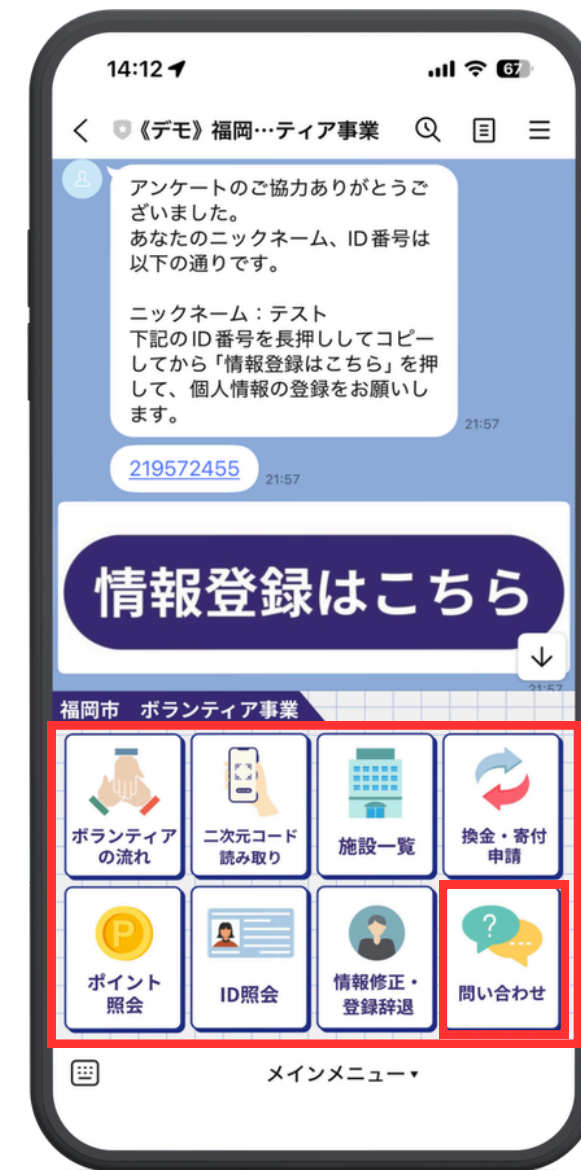 14:12
67
《デモ》福岡…ティア事業
アンケートのご協力ありがとうご
ざいました。
あなたのニックネーム、ID番号は
以下の通りです。
ニックネーム：テスト
下記のID番号を長押ししてコピー
してから「情報登録はこちら」を押
して、個人情報の登録をお願いし
ます。
21:57
219572455
21:57
情報登録はこちら
21:57
福岡市 ボランティア事業
ボランティア
の流れ
二次元コード
読み取り
施設一覧
換金・寄付
申請
P
ポイント
照会
ID照会
情報修正・
登録辞退
?
...
問い合わせ
メインメニュー▾